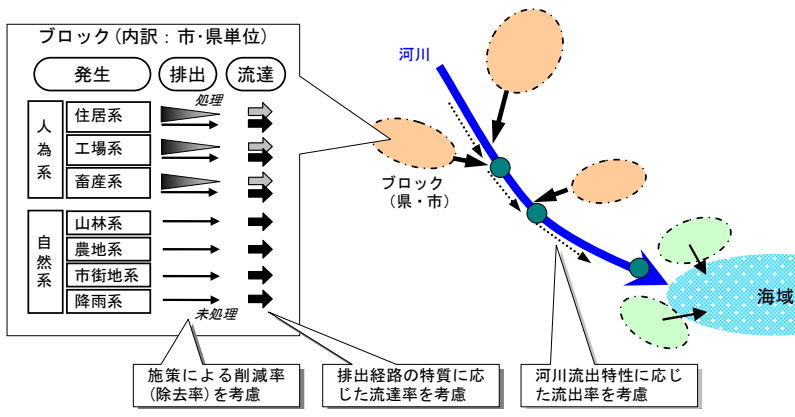 ブロック(内訳：市・県単位)
発生
排出
流達
処理
人為系
住居系
工場系
畜産系
自然系
山林系
農地系
市街地系
降雨系
未処理
河川
ブロック
（県・市）
海域
施策による削減率
(除去率)を考慮
排出経路の特質に応
じた流達率を考慮
河川流出特性に応じ
た流出率を考慮